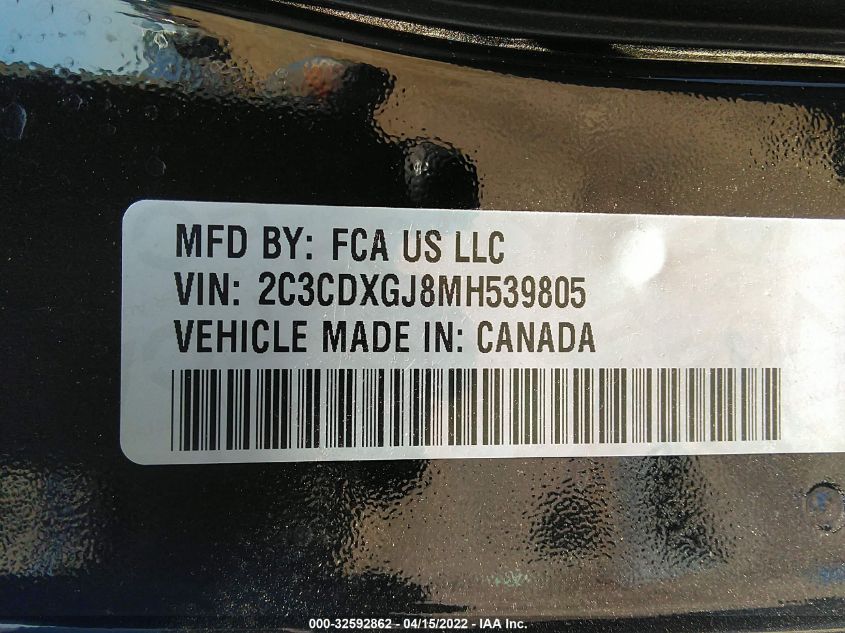 MFD BY: FCA US LLC
VIN: 2C3CDXGJ8MH539805
VEHICLE MADE IN: CANADA
000-32592862 - 04/15/2022 - IAA Inc.